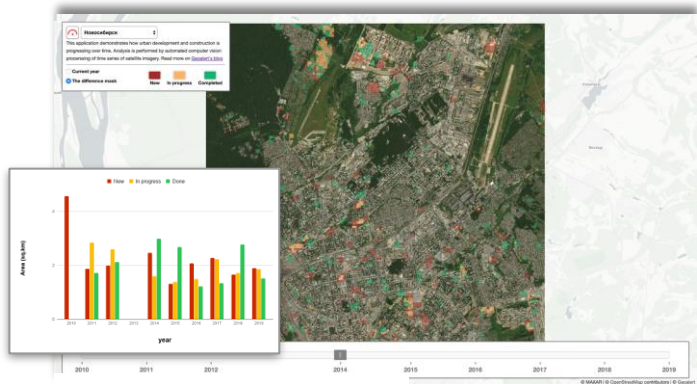 Новосибирск
This application demonstrates how urban development and construction is
progressing over time. Analysis is performed by automated computer vision
processing of time series of satellite imagery. Read more on Geoalert's blog
Current year
The difference mask
New In progress Completed
New In progress Done
Area (sq.km)
4
2
0
2010 2011 2012 2013 2014 2015 2016 2017 2018 2019
year
2010 2011 2012 2014 2015 2016 2017 2018 2019
© MAXAR | © OpenStreetMap contributors | © Geoalert